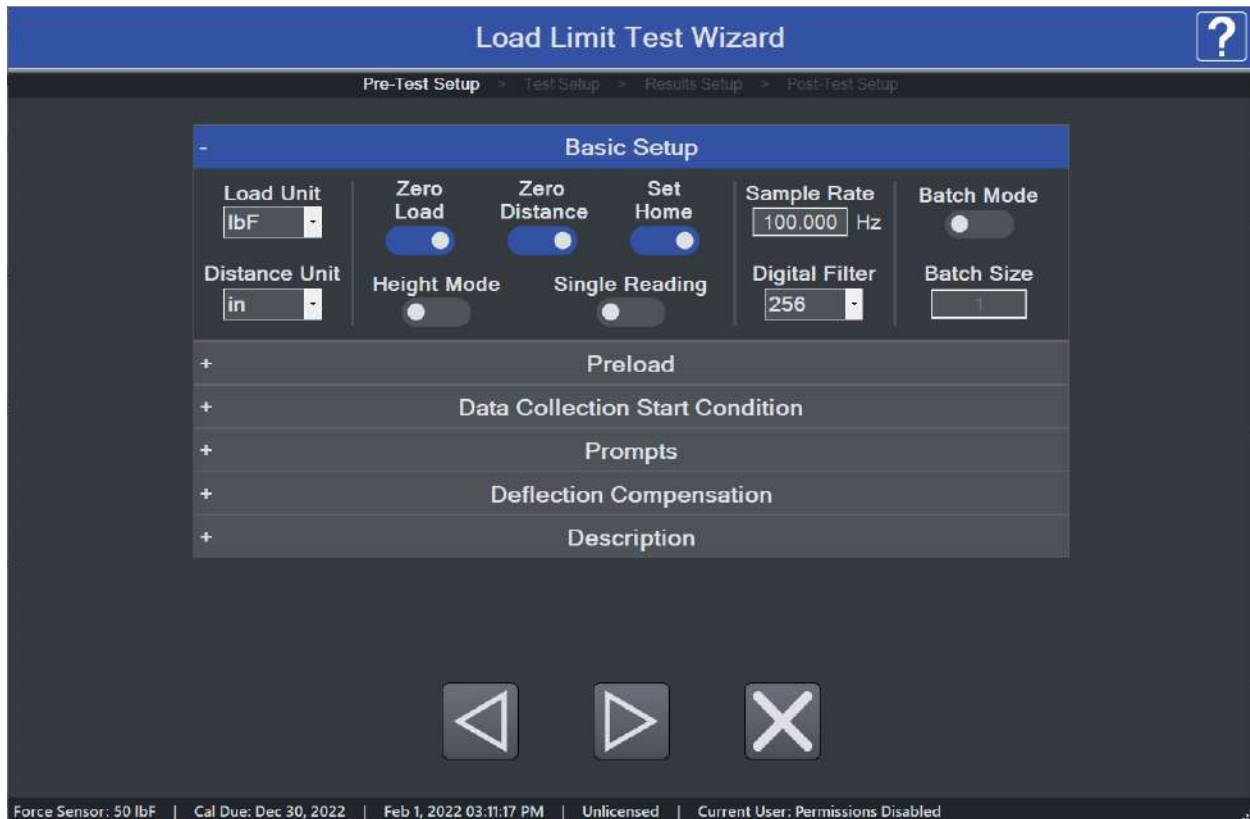 Load Limit Test Wizard
?
Pre-Test Setup > Test Setup > Results Setup > Post-Test Setup
- Basic Setup
Load Unit
lbF
Distance Unit
in
Zero
Load
Zero
Distance
Set
Home
Height Mode
Single Reading
Sample Rate
100.000 Hz
Digital Filter
256
Batch Mode
Batch Size
1
+ Preload
+ Data Collection Start Condition
+ Prompts
+ Deflection Compensation
+ Description
Force Sensor: 50 lbF | Cal Due: Dec 30, 2022 | Feb 1, 2022 03:11:17 PM | Unlicensed | Current User: Permissions Disabled